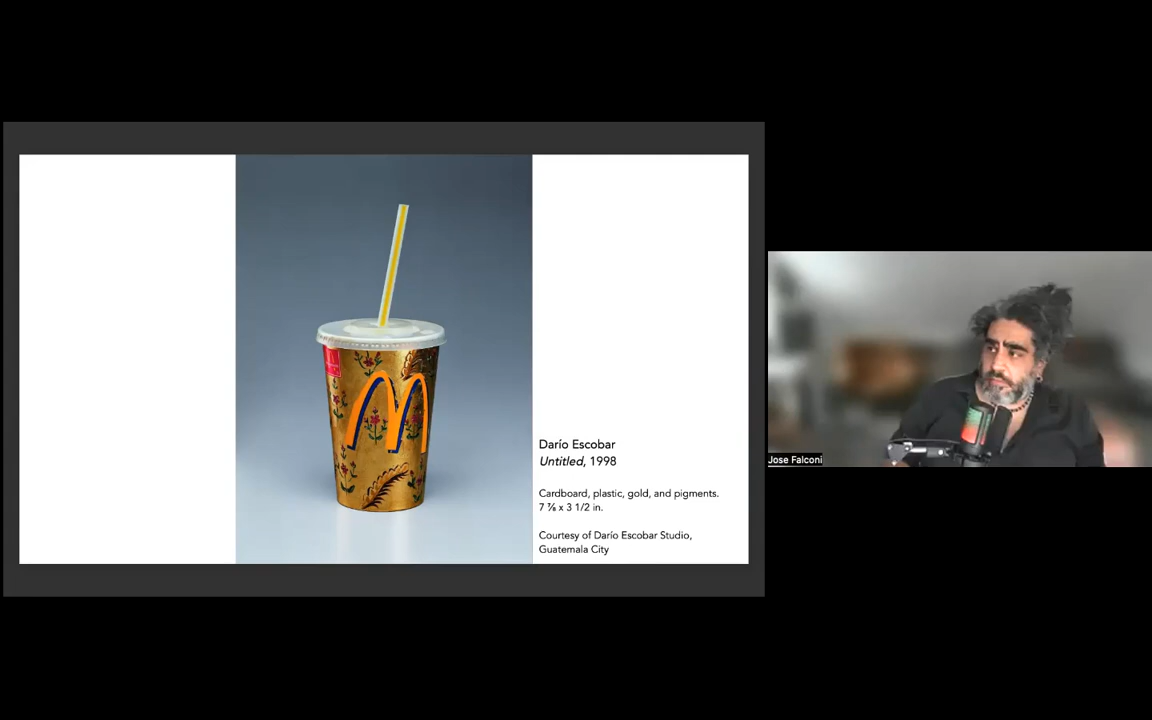 M
Darío Escobar
Untitled, 1998
Cardboard, plastic, gold, and pigments.
7 ⅞ x 3 1/2 in.
Courtesy of Darío Escobar Studio,
Guatemala City
Jose Falconi